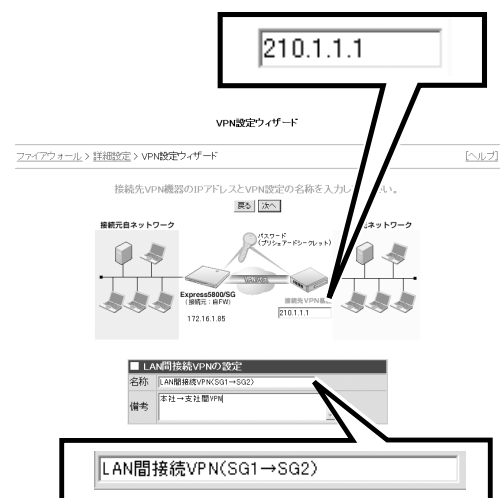 210.1.1.1
VPN設定ウィザード
ファイアウォール > 詳細設定 > VPN設定ウィザード
[ヘルプ]
接続先VPN機器のIPアドレスとVPN設定の名称を入力し い。
戻る 次へ
接続元自ネットワーク
パスワード
(プリシェアードシークレット)
ネットワーク
Express5800/SG
(接続元:自FW)
172.16.1.85
接続先VPN機
210.1.1.1
■ LAN間接続VPNの設定
名称 LAN間接続VPN(SG1→SG2)
備考 本社→支社間VPN
LAN間接続VPN(SG1→SG2)